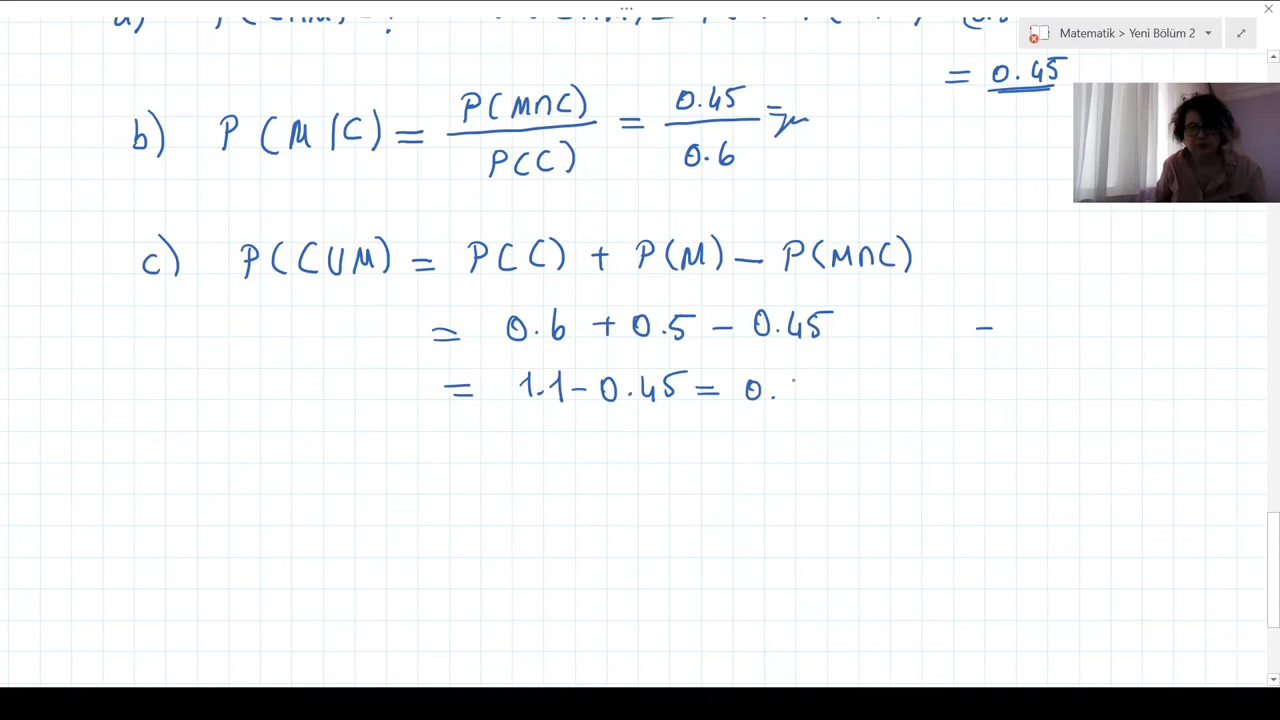 Matematik > Yeni Bölüm 2
= 0.45
b) P(M|C) = P(M∩C) / P(C) = 0.45 / 0.6 =
c) P(C∪M) = P(C) + P(M) - P(M∩C)
= 0.6 + 0.5 - 0.45 -
= 1.1 - 0.45 = 0.